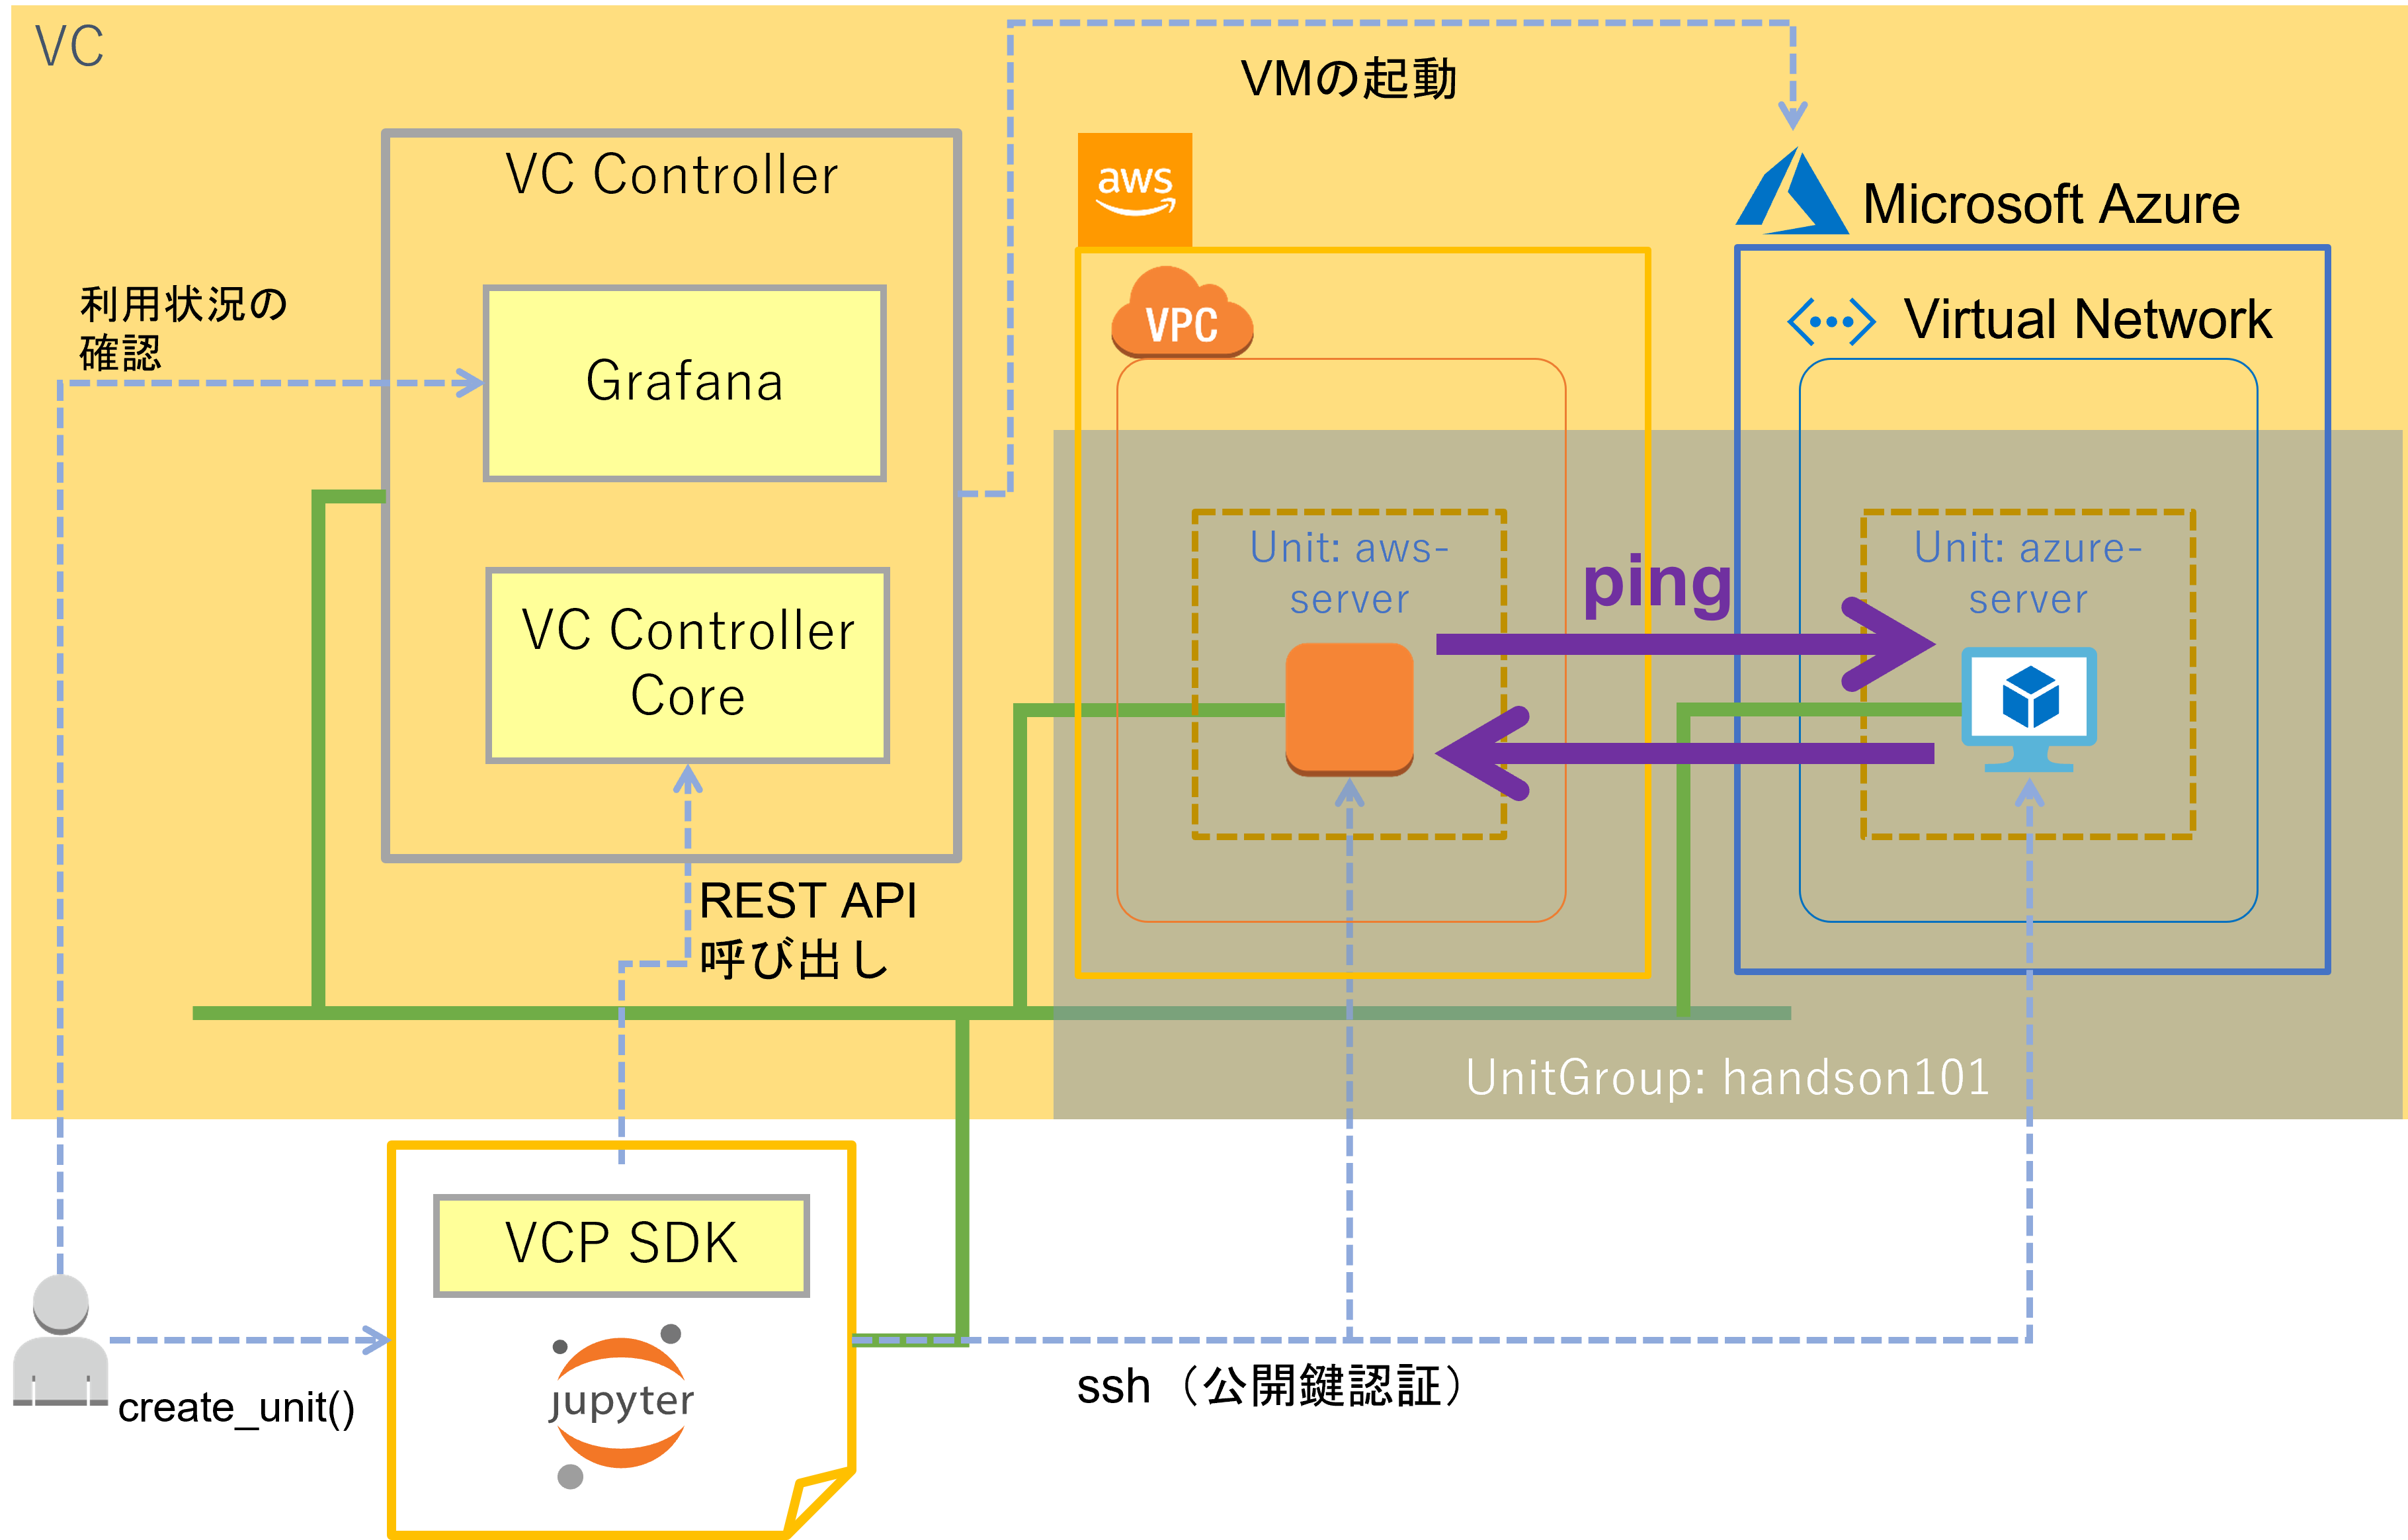 VC
VMの起動
VC Controller
aws
Microsoft Azure
利用状況の
確認
VPC
Virtual Network
Grafana
Unit: aws-
server
ping
Unit: azure-
server
VC Controller
Core
REST API
呼び出し
UnitGroup: handson101
VCP SDK
jupyter
create_unit()
ssh（公開鍵認証）